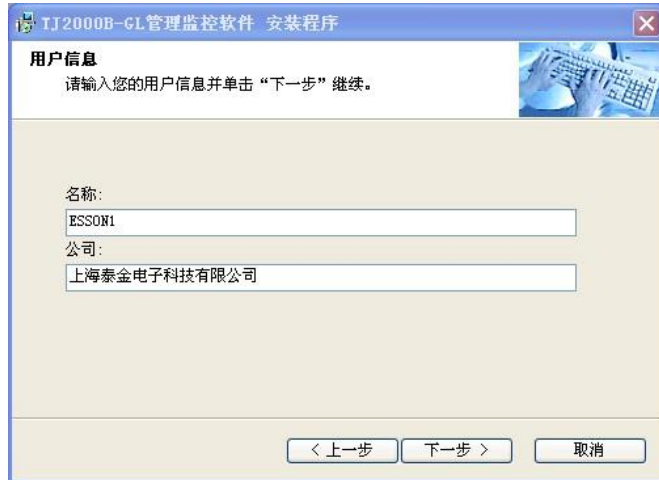 TJ2000B-GL管理监控软件 安装程序
用户信息
请输入您的用户信息并单击“下一步”继续。
名称:
ESSON1
公司:
上海泰金电子科技有限公司
< 上一步 下一步 > 取消